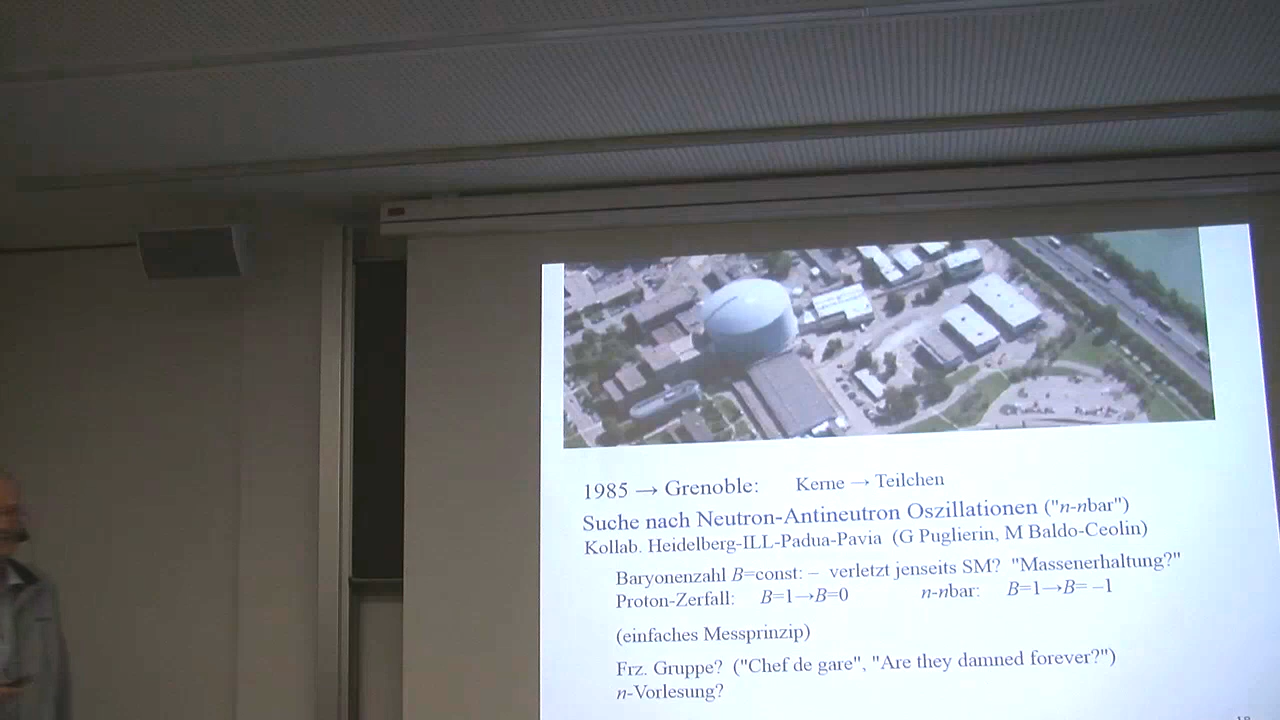 1985 → Grenoble: Kerne → Teilchen
Suche nach Neutron-Antineutron Oszillationen ("n-nbar")
Kollab. Heidelberg-ILL-Padua-Pavia (G Puglierin, M Baldo-Ceolin)
Baryonenzahl B=const: – verletzt jenseits SM? "Massenerhaltung?"
Proton-Zerfall: B=1→B=0 n-nbar: B=1→B= –1
(einfaches Messprinzip)
Frz. Gruppe? ("Chef de gare", "Are they damned forever?")
n-Vorlesung?